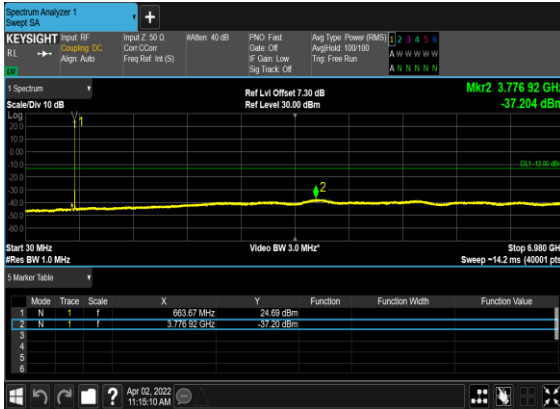 Spectrum Analyzer 1
Swept SA
+
KEYSIGHT Input: RF Input Z: 50 Ω #Atten: 40 dB PNO: Fast Avg Type: Power (RMS) 1 2 3 4 5 6
RL Coupling: DC Corr CCorr Gate: Off Avg|Hold: 100/100 A W W W W W
Align: Auto Freq Ref: Int (S) IF Gain: Low Trig: Free Run
Sig Track: Off A N N N N N
1 Spectrum Ref Lvl Offset 7.30 dB Mkr2 3.776 92 GHz
Scale/Div 10 dB Ref Level 30.00 dBm -37.204 dBm
Log
20.0
10.0
0.00
-10.0
-20.0
-30.0
-40.0
-50.0
-60.0
1
2
DL1 -13.00 dBm
Start 30 MHz Video BW 3.0 MHz* Stop 6.980 GHz
#Res BW 1.0 MHz Sweep ~14.2 ms (40001 pts)
5 Marker Table
Mode Trace Scale X Y Function Function Width Function Value
1 N 1 f 663.67 MHz 24.69 dBm
2 N 1 f 3.776 92 GHz -37.20 dBm
3
4
5
6
? Apr 02, 2022
11:15:10 AM